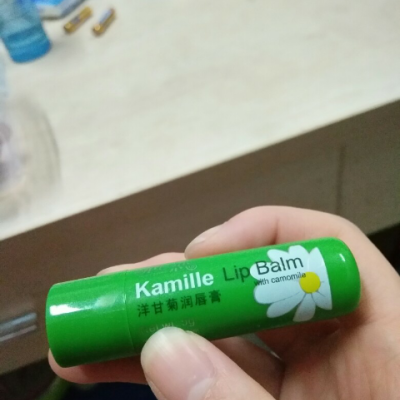 Kamille Lip Balm
with camomile
洋甘菊润唇膏